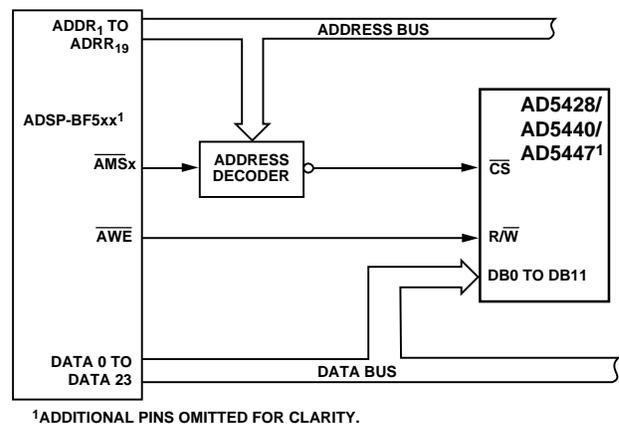 ADDR1 TO
ADRR19
ADDRESS BUS
ADSP-BF5xx1
AD5428/
AD5440/
AD54471
AMSx
ADDRESS
DECODER
CS
AWE
R/W
DB0 TO DB11
DATA 0 TO
DATA 23
DATA BUS
1ADDITIONAL PINS OMITTED FOR CLARITY.